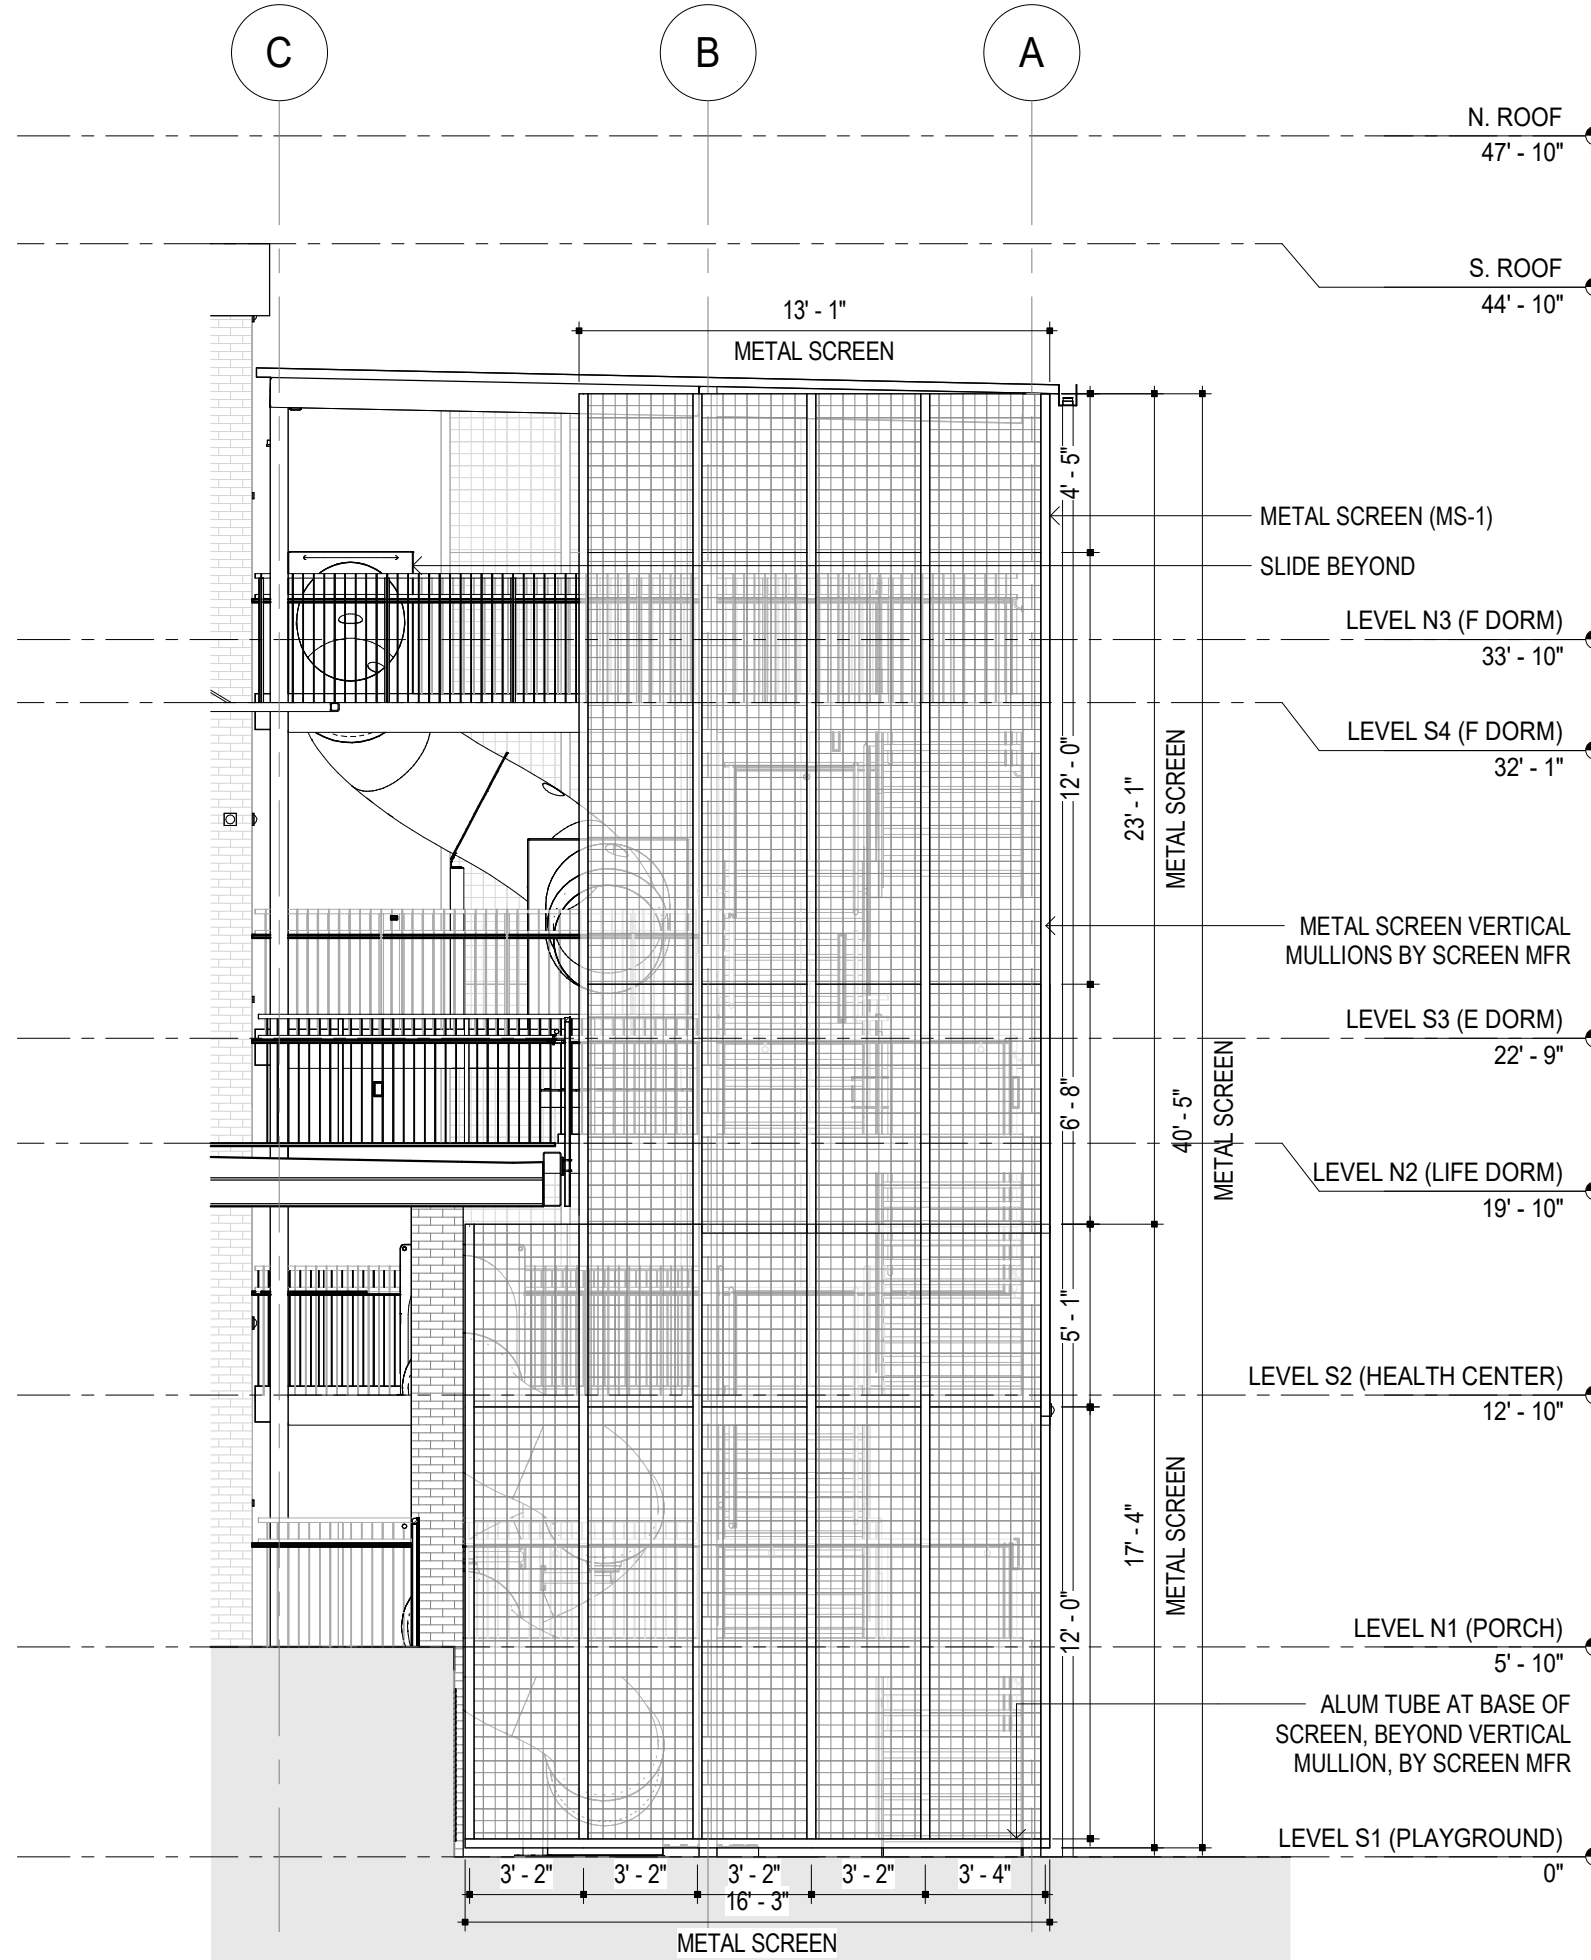 C
B
A
N. ROOF
47' - 10"
S. ROOF
44' - 10"
13' - 1"
METAL SCREEN
4' - 5"
METAL SCREEN (MS-1)
SLIDE BEYOND
LEVEL N3 (F DORM)
33' - 10"
LEVEL S4 (F DORM)
32' - 1"
12' - 0"
23' - 1"
METAL SCREEN
METAL SCREEN VERTICAL
MULLIONS BY SCREEN MFR
LEVEL S3 (E DORM)
22' - 9"
6' - 8"
40' - 5"
METAL SCREEN
LEVEL N2 (LIFE DORM)
19' - 10"
5' - 1"
LEVEL S2 (HEALTH CENTER)
12' - 10"
17' - 4"
METAL SCREEN
12' - 0"
LEVEL N1 (PORCH)
5' - 10"
ALUM TUBE AT BASE OF
SCREEN, BEYOND VERTICAL
MULLION, BY SCREEN MFR
LEVEL S1 (PLAYGROUND)
0"
3' - 2"
3' - 2"
3' - 2"
3' - 2"
3' - 4"
16' - 3"
METAL SCREEN